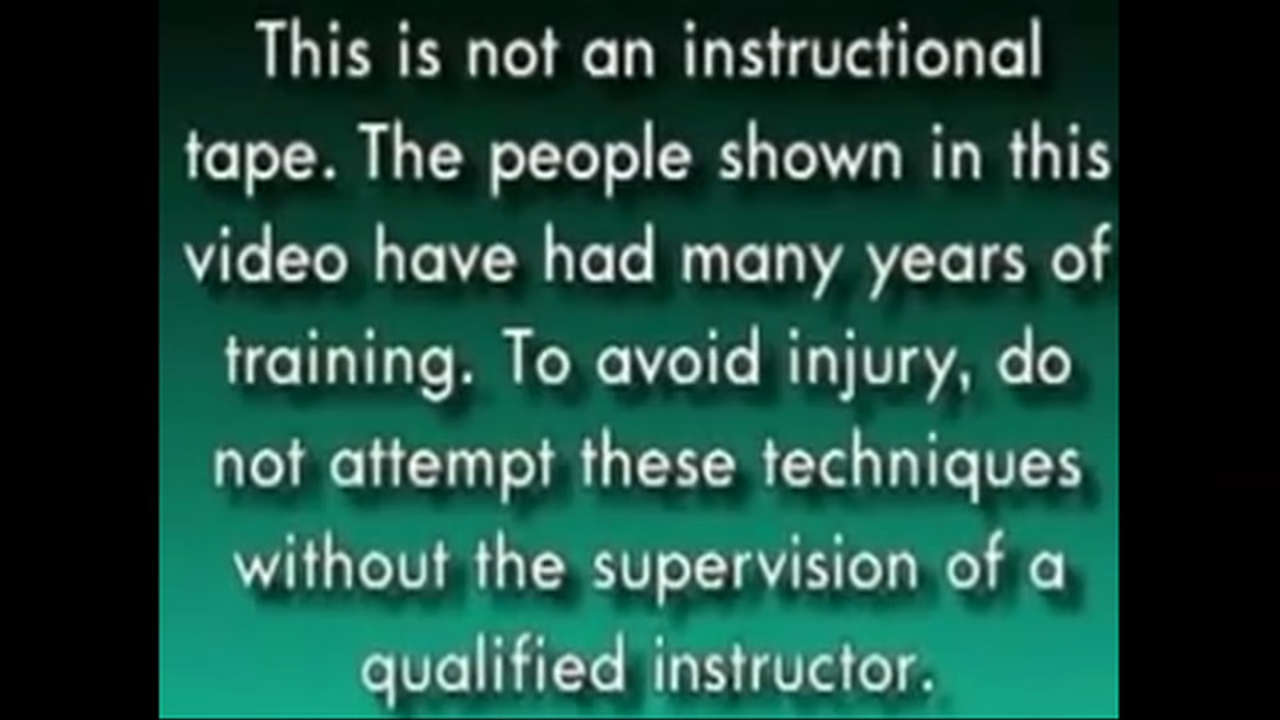 This is not an instructional
tape. The people shown in this
video have had many years of
training. To avoid injury, do
not attempt these techniques
without the supervision of a
qualified instructor.